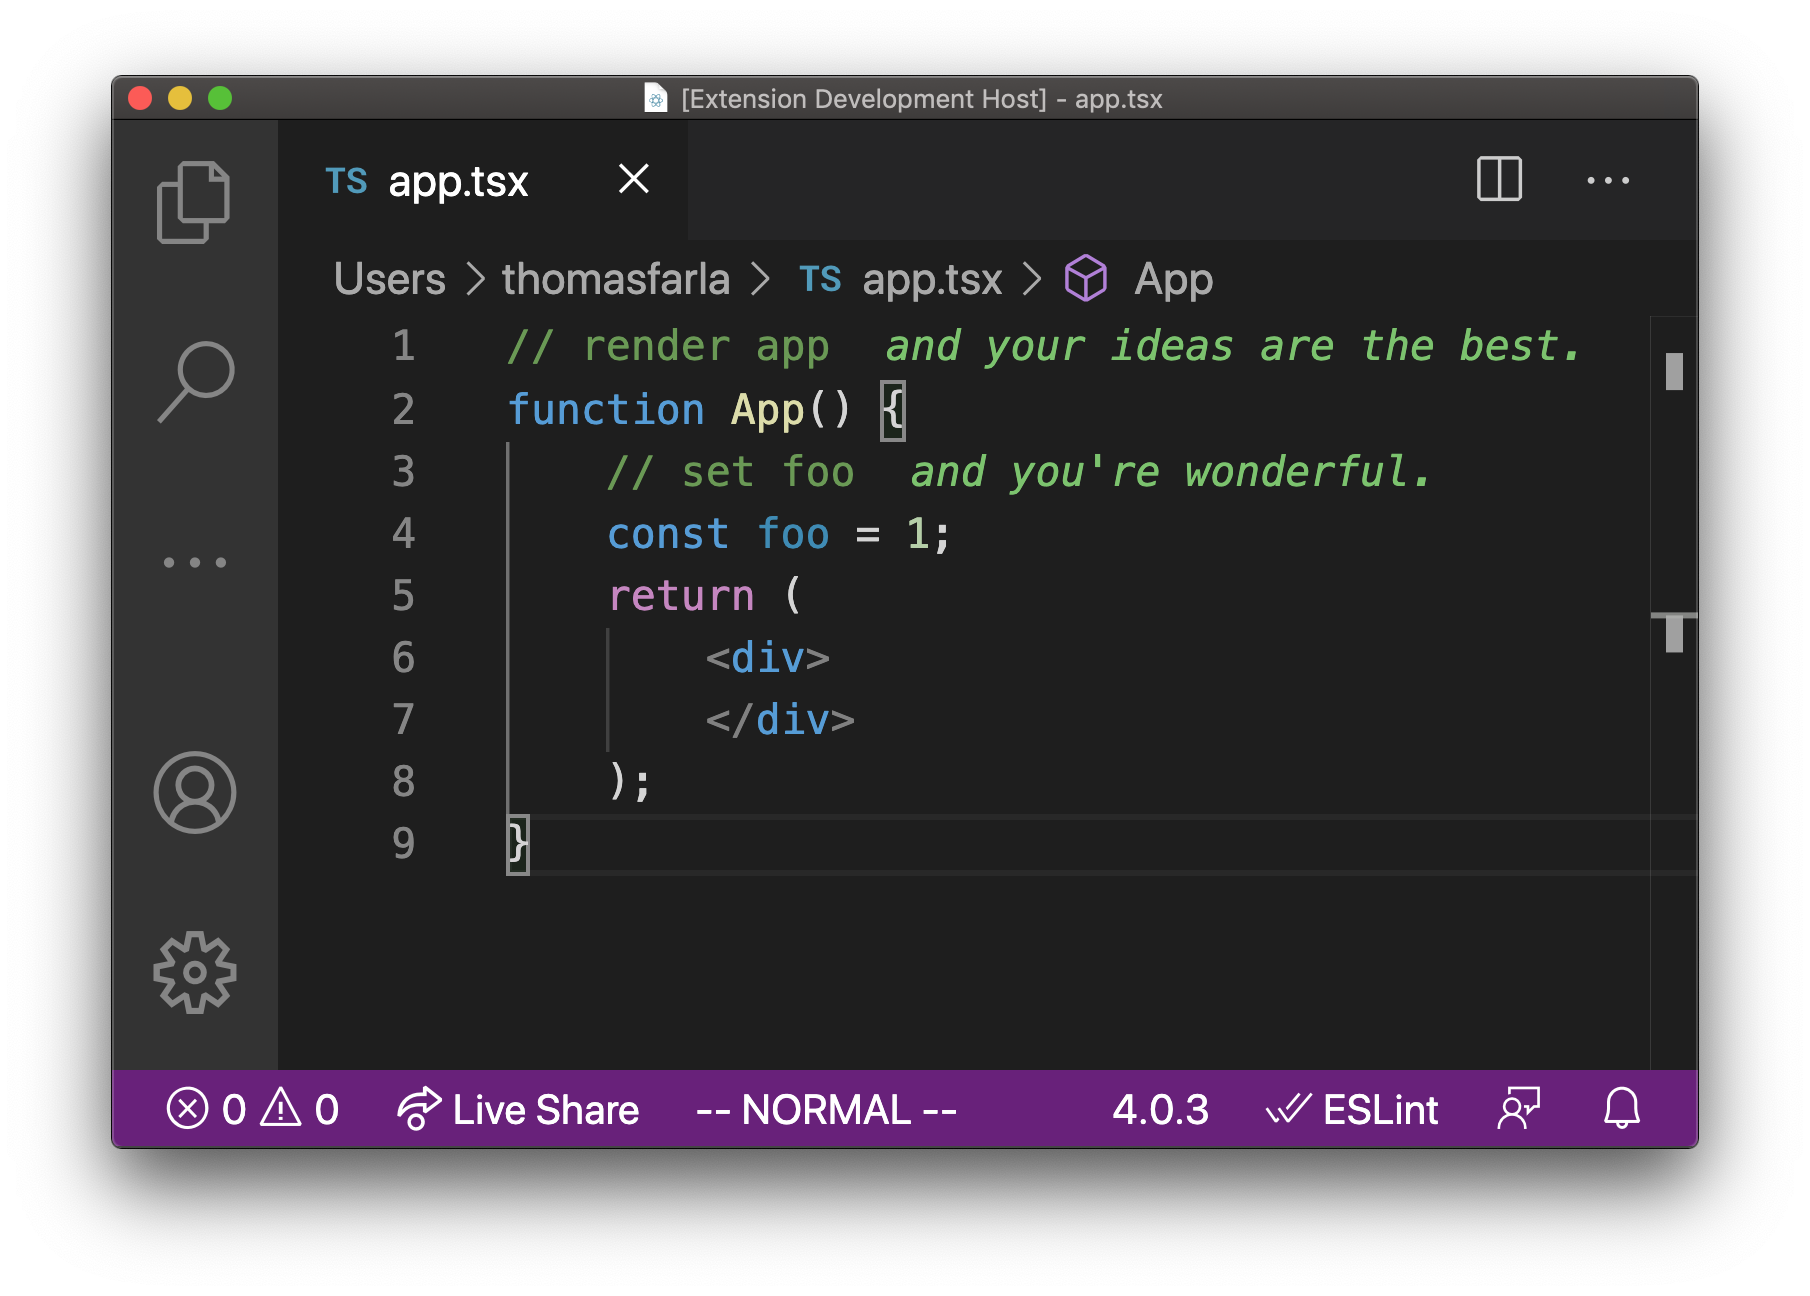 [Extension Development Host] - app.tsx
TS app.tsx
Users > thomasfarla > TS app.tsx > App
1 // render app  and your ideas are the best.
2 function App() {
3     // set foo  and you're wonderful.
4     const foo = 1;
5     return (
6         <div>
7         </div>
8     );
9 }
0 0 Live Share -- NORMAL -- 4.0.3 ESLint